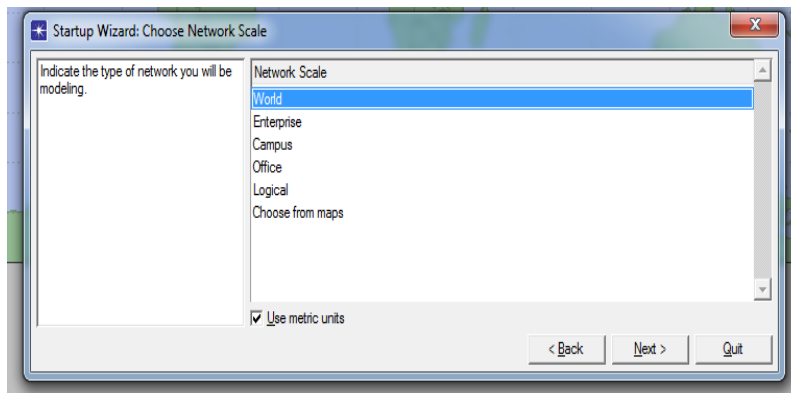 Startup Wizard: Choose Network Scale
Indicate the type of network you will be
modeling.
Network Scale
World
Enterprise
Campus
Office
Logical
Choose from maps
Use metric units
< Back
Next >
Quit